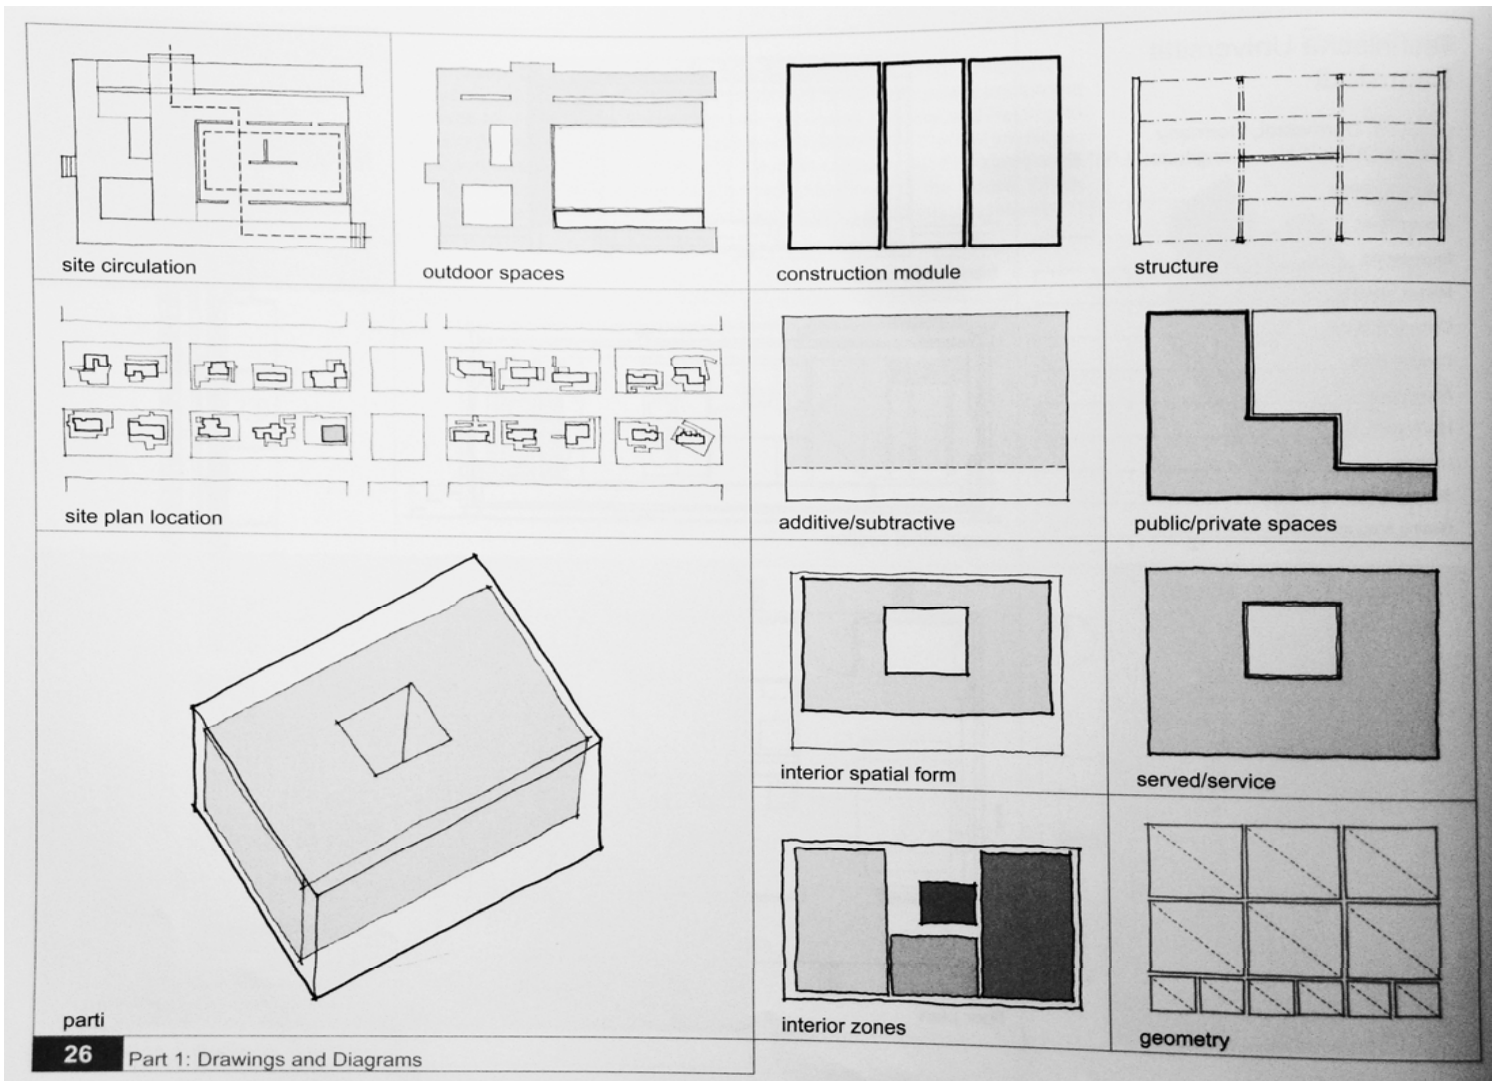 site circulation
outdoor spaces
construction module
structure
site plan location
additive/subtractive
public/private spaces
interior spatial form
served/service
parti
interior zones
geometry
26 Part 1: Drawings and Diagrams